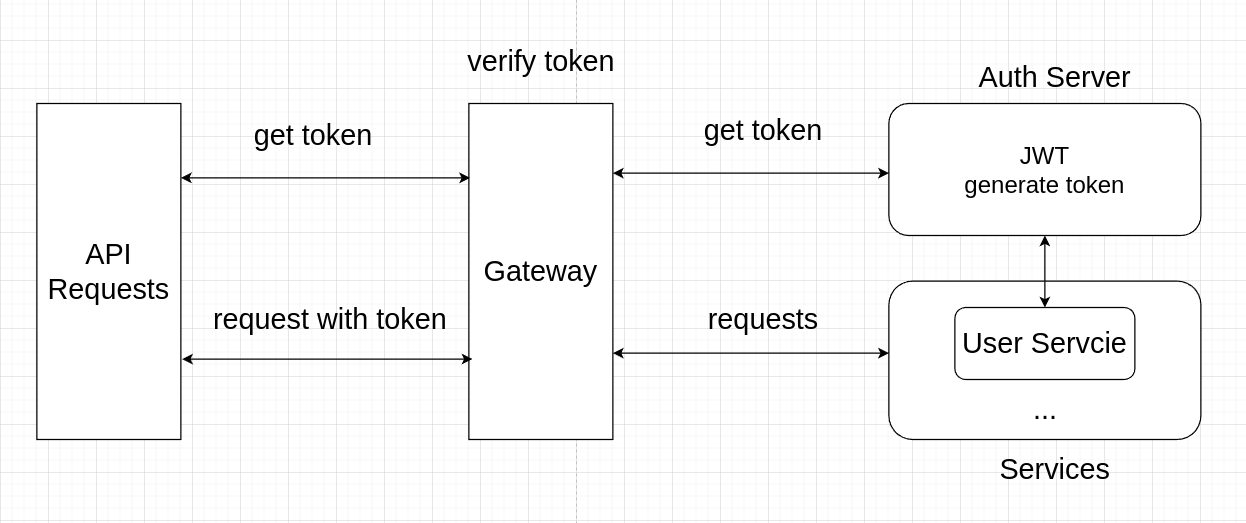 verify token
Auth Server
get token
get token
JWT
generate token
API
Requests
Gateway
request with token
requests
User Servcie
...
Services